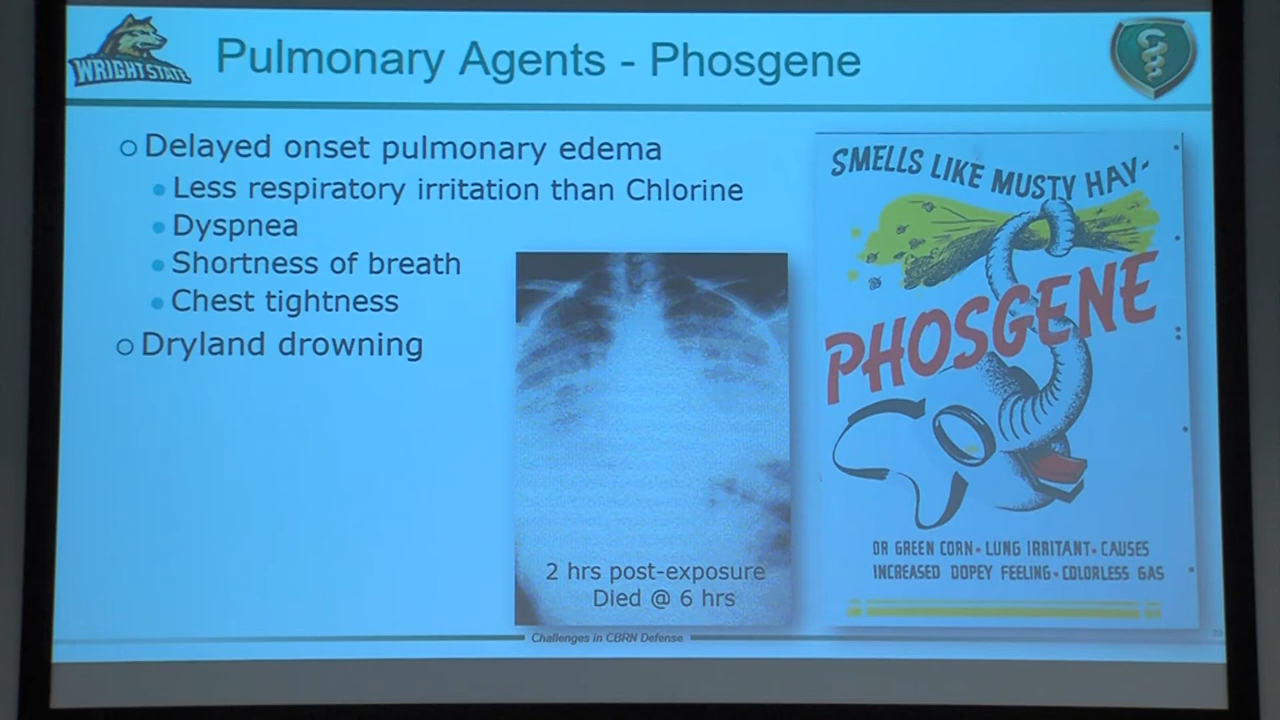 WRIGHT STATE
Pulmonary Agents - Phosgene
Delayed onset pulmonary edema
Less respiratory irritation than Chlorine
Dyspnea
Shortness of breath
Chest tightness
Dryland drowning
2 hrs post-exposure
Died @ 6 hrs
SMELLS LIKE MUSTY HAY-
PHOSGENE
OR GREEN CORN - LUNG IRRITANT - CAUSES
INCREASED DOPEY FEELING - COLORLESS GAS
Challenges in CBRN Defense